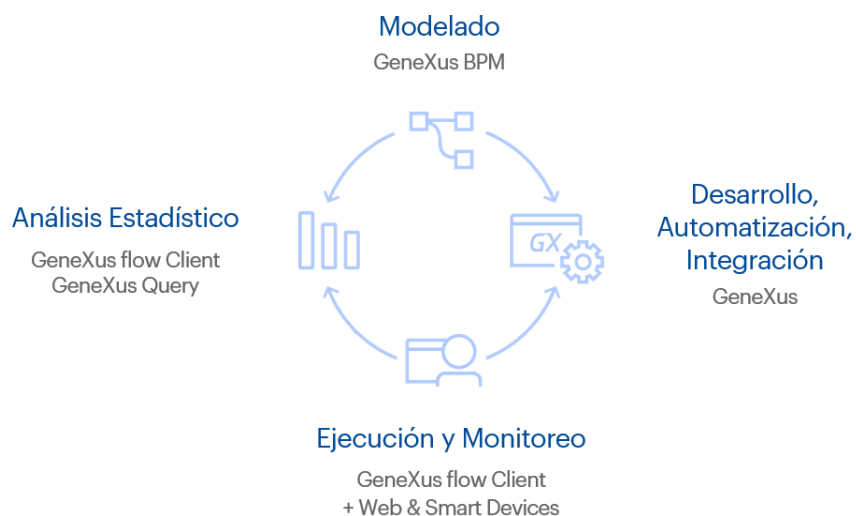 Modelado
GeneXus BPM
Análisis Estadístico
GeneXus flow Client
GeneXus Query
GX
Desarrollo,
Automatización,
Integración
GeneXus
Ejecución y Monitoreo
GeneXus flow Client
+ Web & Smart Devices